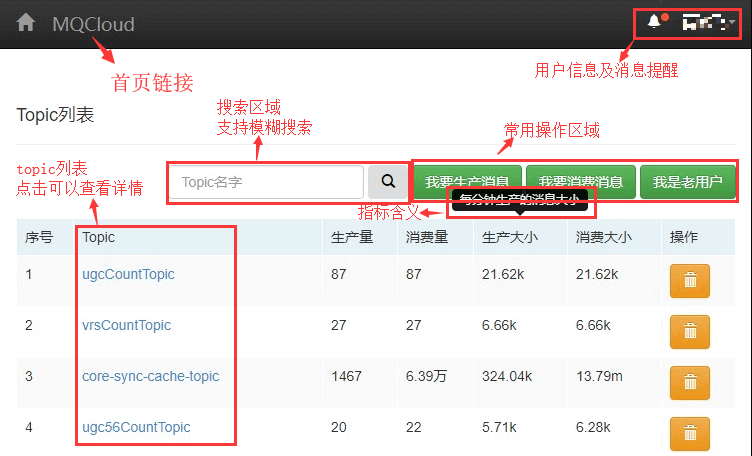 MQCloud
首页链接
用户信息及消息提醒
Topic列表
搜索区域
支持模糊搜索
常用操作区域
topic列表
点击可以查看详情
Topic名字
我要生产消息 我要消费消息 我是老用户
每分钟生产的消息大小
指标含义
序号 Topic 生产量 消费量 生产大小 消费大小 操作
1 ugcCountTopic 87 87 21.62k 21.62k
2 vrsCountTopic 27 27 6.66k 6.66k
3 core-sync-cache-topic 1467 6.39万 324.04k 13.79m
4 ugc56CountTopic 20 22 5.71k 6.28k